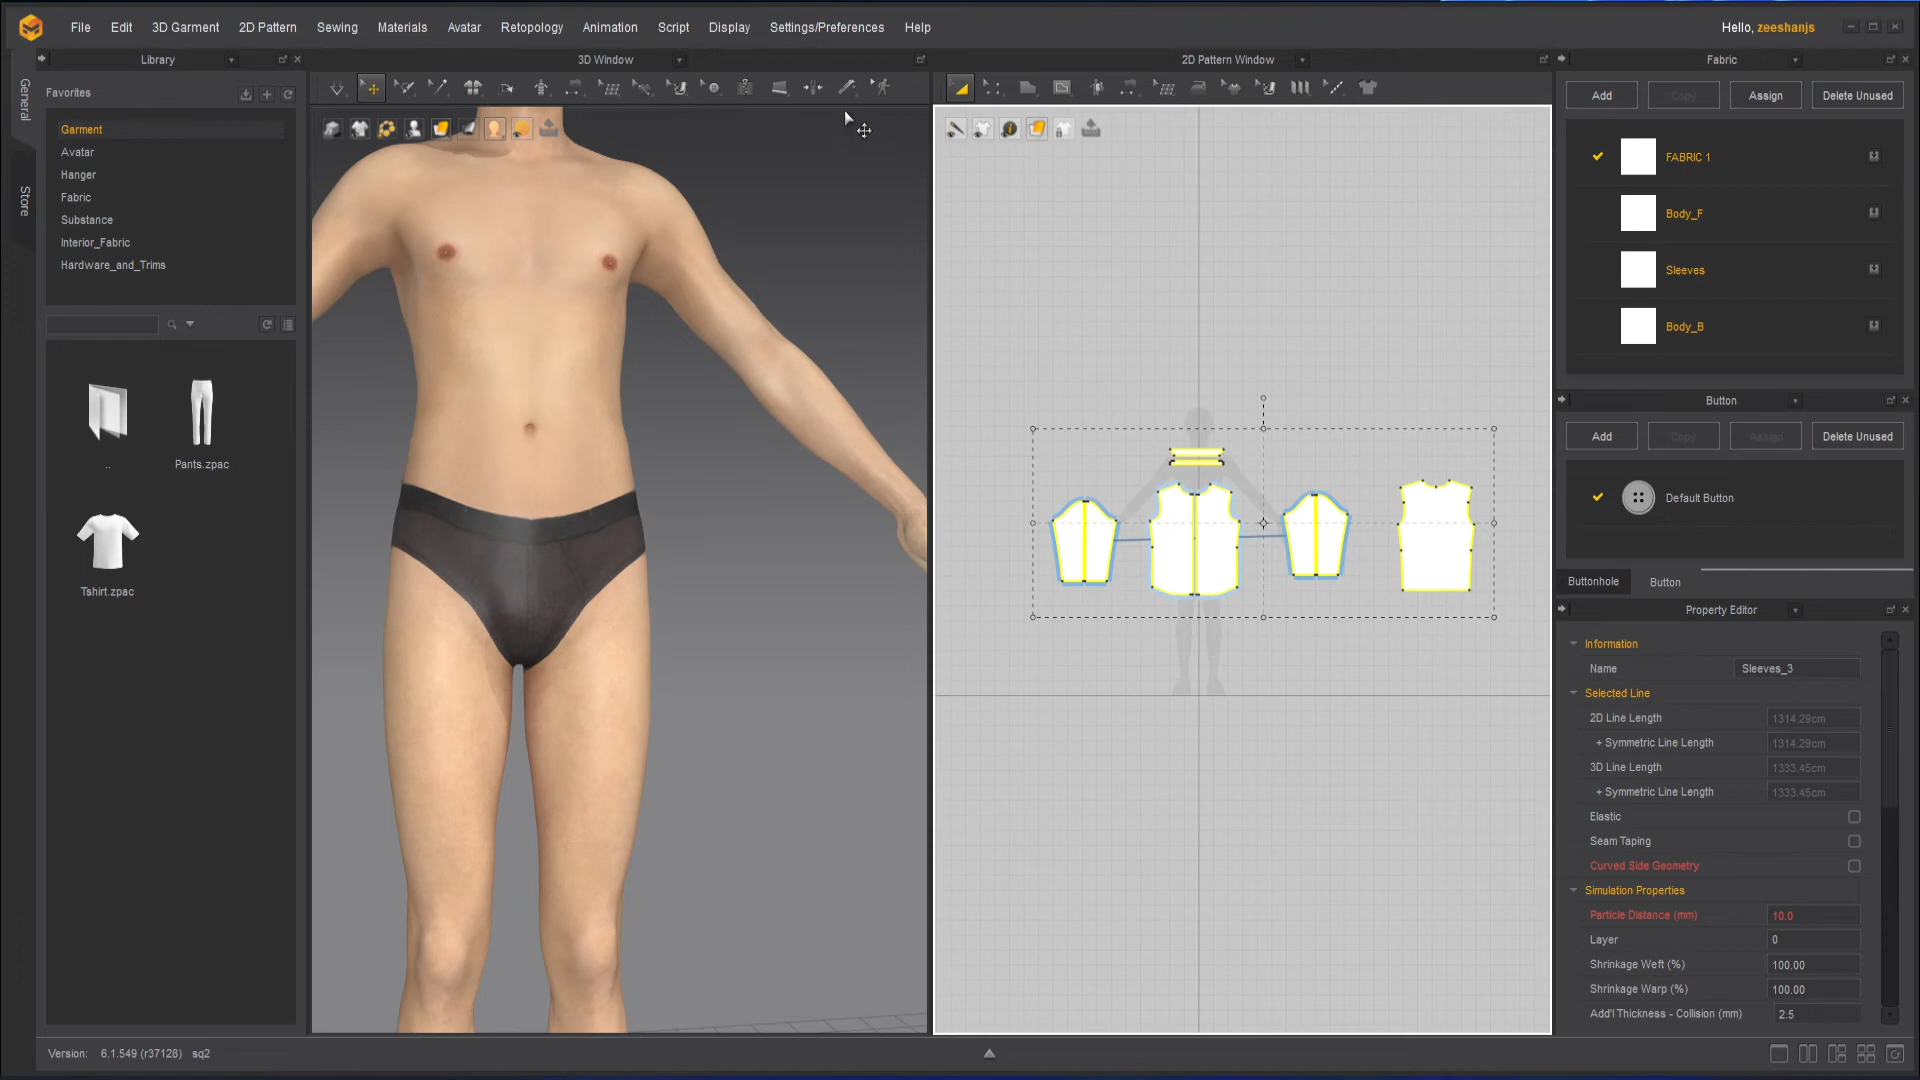 File Edit 3D Garment 2D Pattern Sewing Materials Avatar Retopology Animation Script Display Settings/Preferences Help
Hello, zeeshanjs
Library
3D Window
2D Pattern Window
Fabric
General
Store
Favorites
Garment
Avatar
Hanger
Fabric
Substance
Interior_Fabric
Hardware_and_Trims
..
Pants.zpac
Tshirt.zpac
Add Copy Assign Delete Unused
FABRIC 1
Body_F
Sleeves
Body_B
Button
Add Copy Assign Delete Unused
Default Button
Buttonhole Button
Property Editor
Information
Name Sleeves_3
Selected Line
2D Line Length 1314.29cm
+ Symmetric Line Length 1314.29cm
3D Line Length 1333.45cm
+ Symmetric Line Length 1333.45cm
Elastic
Seam Taping
Curved Side Geometry
Simulation Properties
Particle Distance (mm) 10.0
Layer 0
Shrinkage Weft (%) 100.00
Shrinkage Warp (%) 100.00
Add'l Thickness - Collision (mm) 2.5
Version: 6.1.549 (r37128) sq2